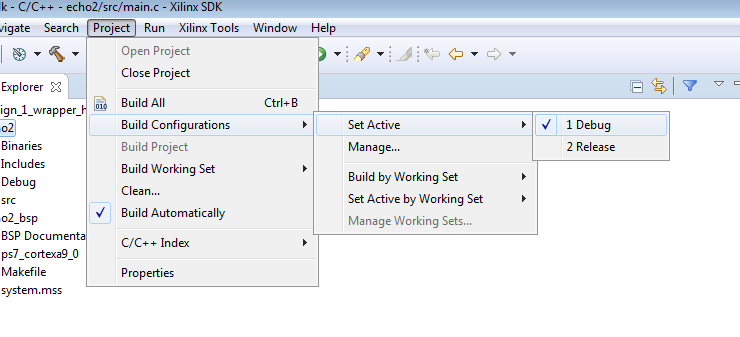 dk - C/C++ - echo2/src/main.c - Xilinx SDK
vigate Search Project Run Xilinx Tools Window Help
Open Project
Close Project
Explorer
Build All Ctrl+B
ign_1_wrapper_h
Build Configurations Set Active 1 Debug
o2
Build Project Manage... 2 Release
Binaries
Includes
Build Working Set Build by Working Set
Debug
Clean... Set Active by Working Set
src
Build Automatically Manage Working Sets...
o2_bsp
BSP Documenta
C/C++ Index
ps7_cortexa9_0
Makefile
Properties
system.mss